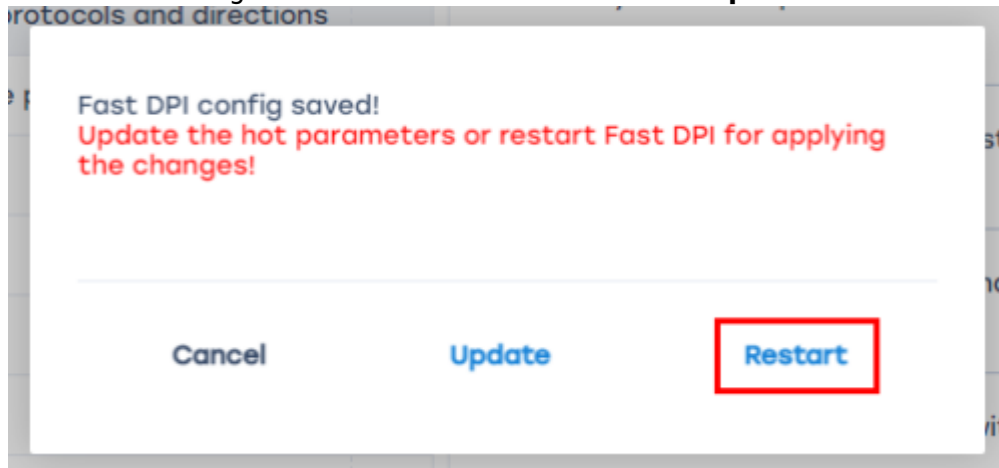 protocols and directions
Fast DPI config saved!
Update the hot parameters or restart Fast DPI for applying
the changes!
Cancel Update Restart